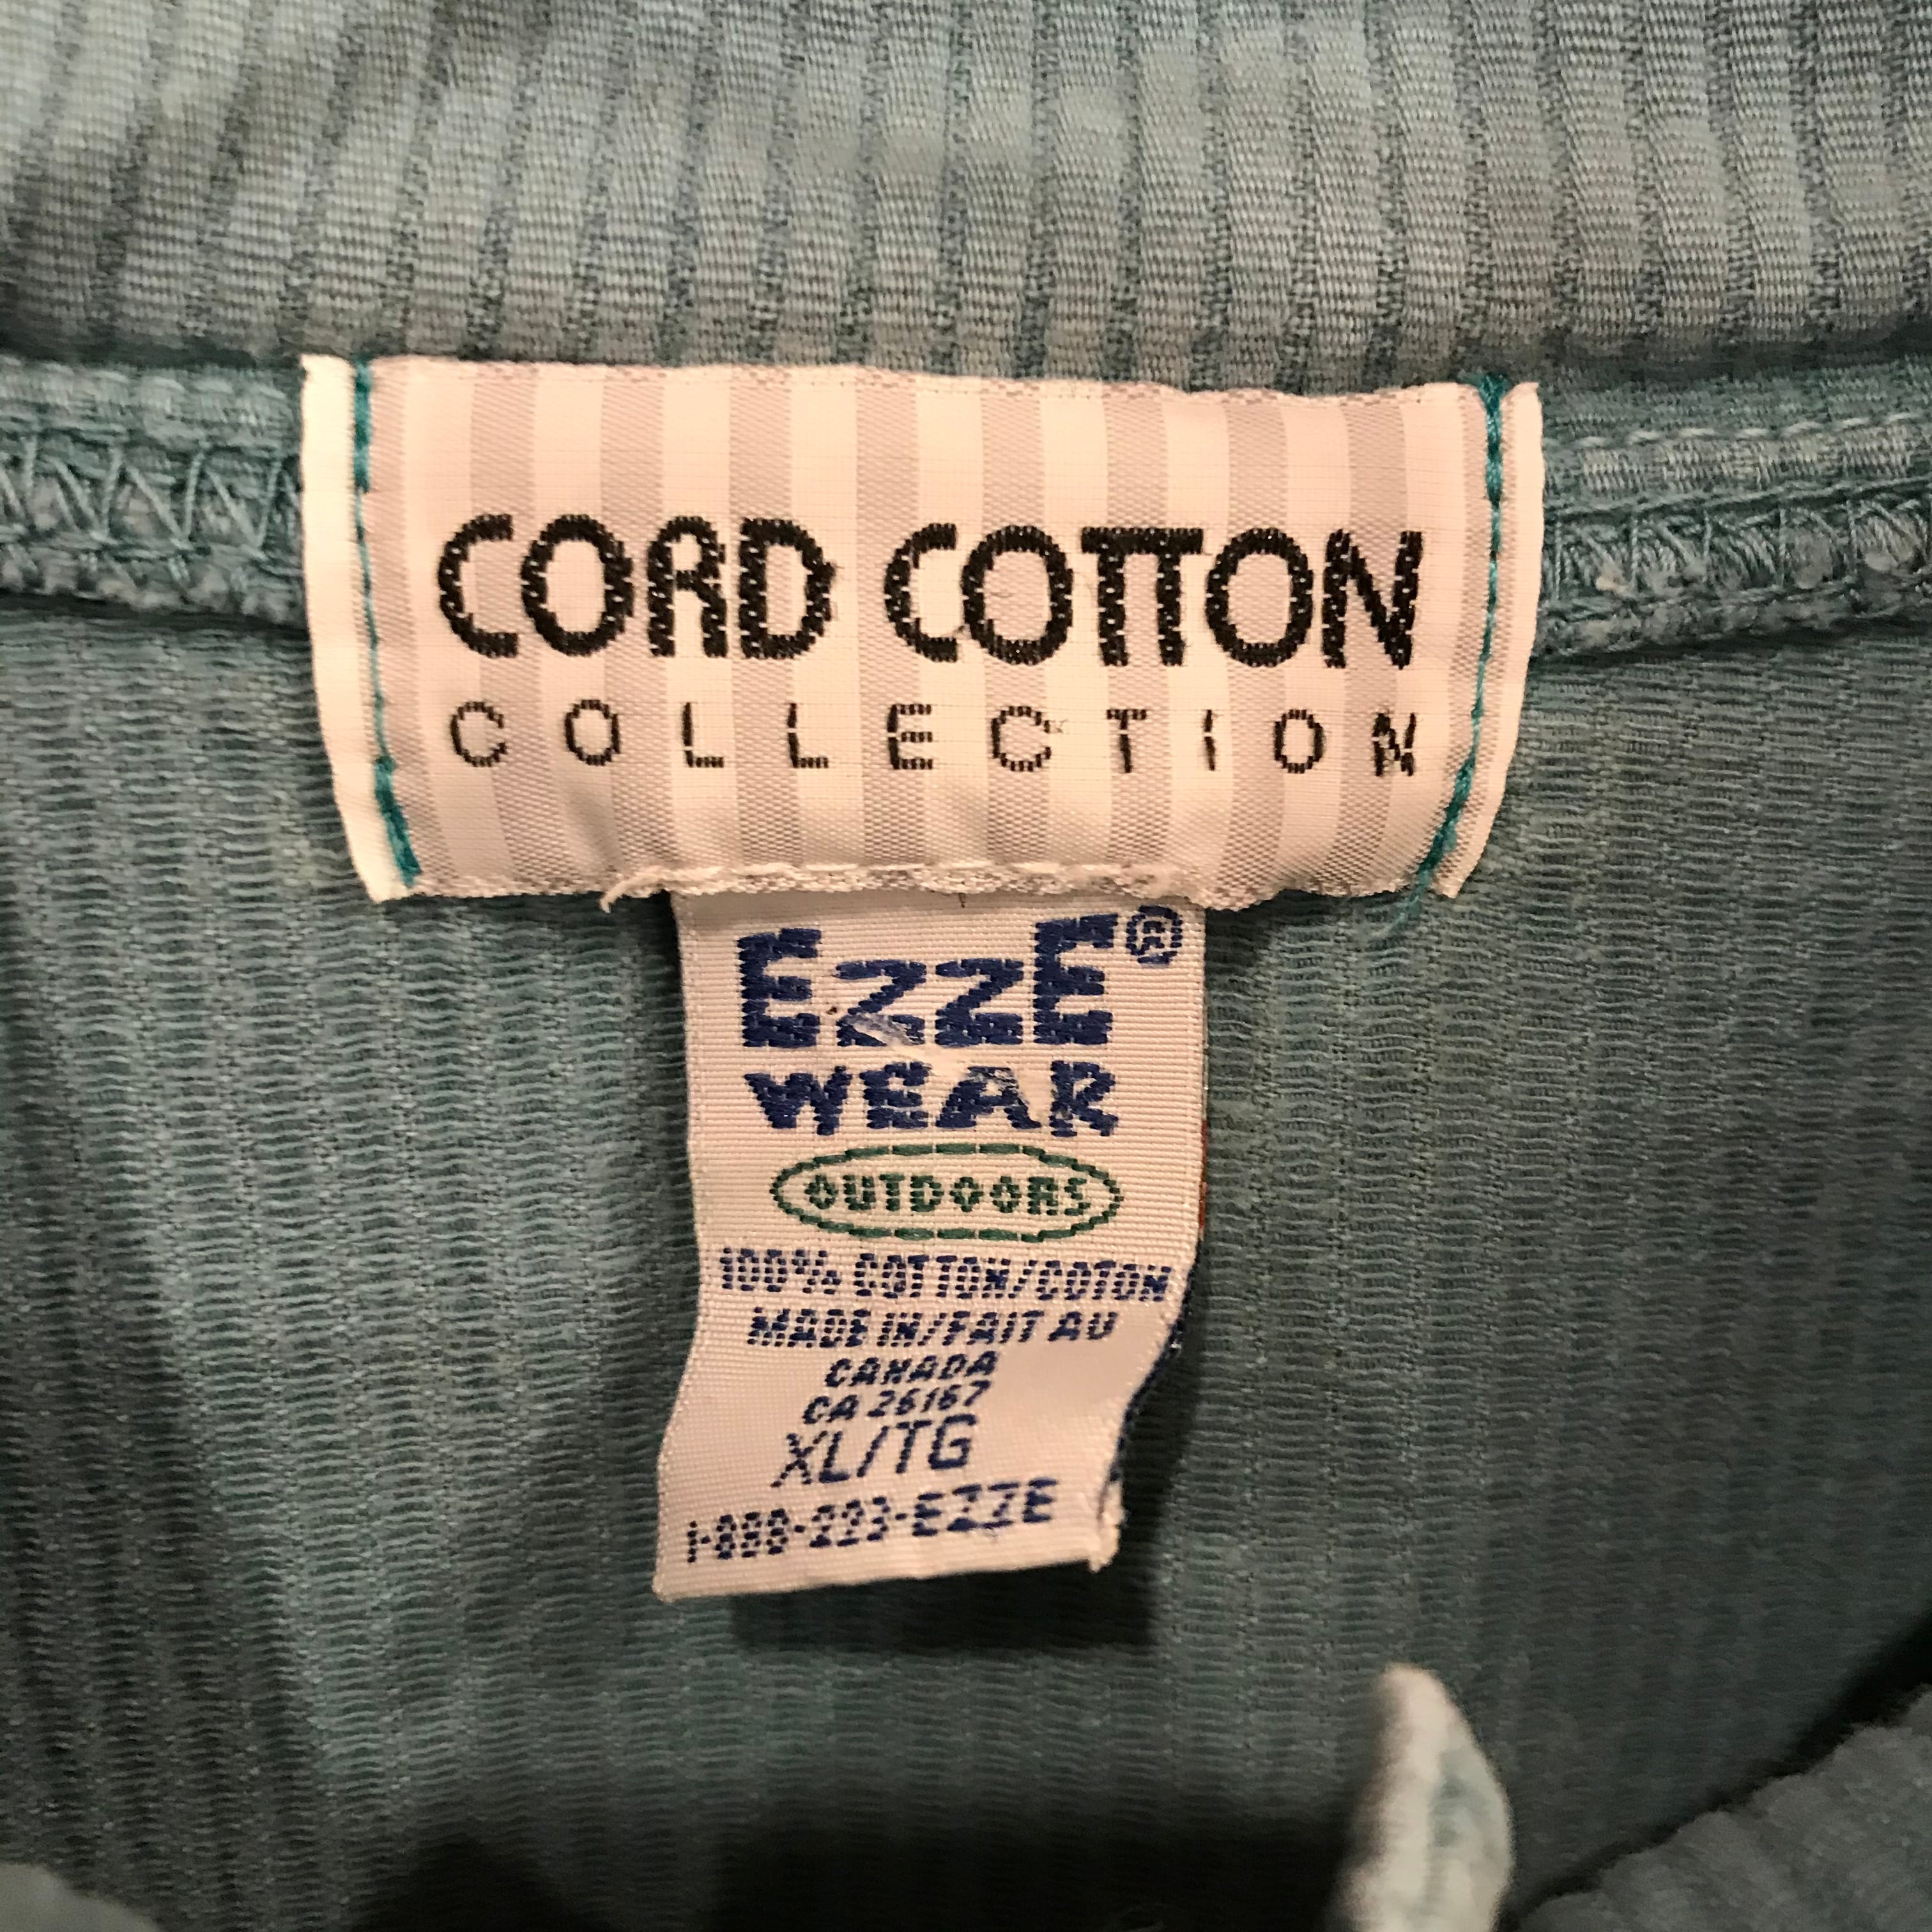 CORD COTTON
COLLECTION
EZZE®
WEAR
OUTDOORS
100% COTTON/COTON
MADE IN/FAIT AU
CANADA
CA 26167
XL/TG
1-888-223-EZZE